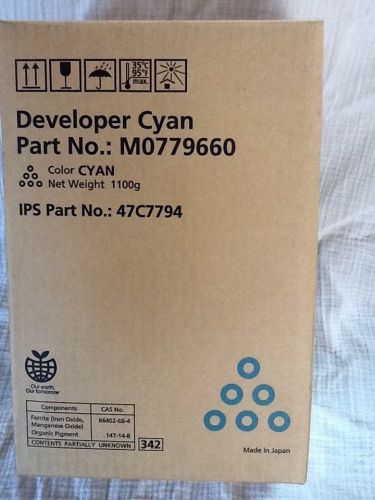 35°C
95°F
max.
Developer Cyan
Part No.: M0779660
Color CYAN
Net Weight 1100g
IPS Part No.: 47C7794
Our earth,
Our tomorrow
Components CAS No.
Ferrite (Iron Oxide, 66402-68-4
Manganese Oxide)
Organic Pigment 147-14-8
CONTENTS PARTIALLY UNKNOWN 342
Made in Japan